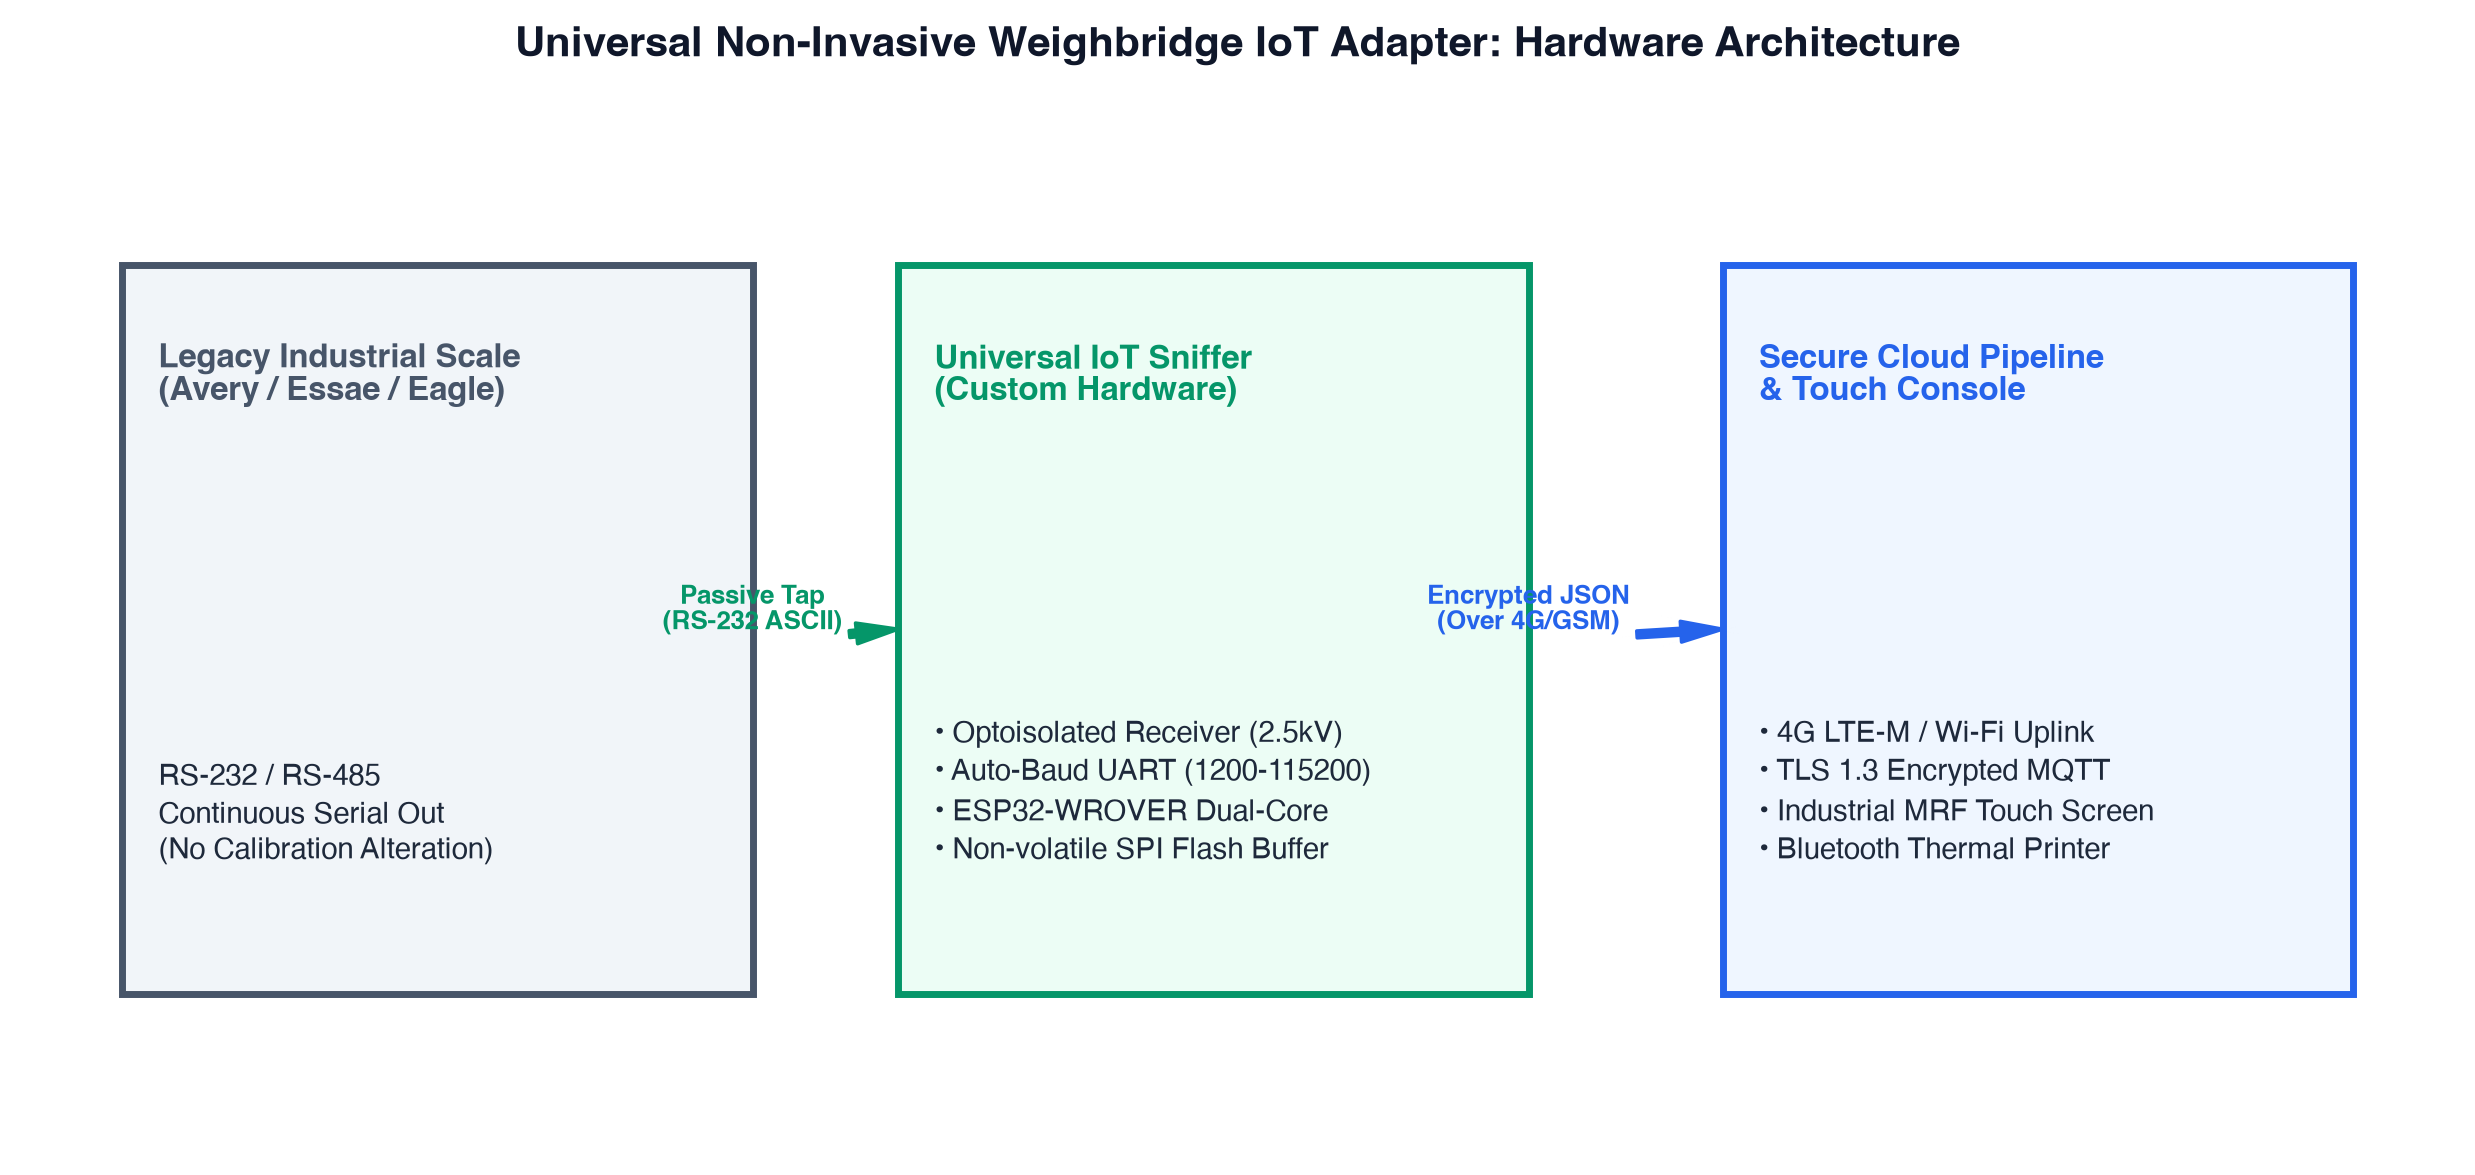 Universal Non-Invasive Weighbridge IoT Adapter: Hardware Architecture
Legacy Industrial Scale
(Avery / Essae / Eagle)
RS-232 / RS-485
Continuous Serial Out
(No Calibration Alteration)
Passive Tap
(RS-232 ASCII)
Universal IoT Sniffer
(Custom Hardware)
• Optoisolated Receiver (2.5kV)
• Auto-Baud UART (1200-115200)
• ESP32-WROVER Dual-Core
• Non-volatile SPI Flash Buffer
Encrypted JSON
(Over 4G/GSM)
Secure Cloud Pipeline
& Touch Console
• 4G LTE-M / Wi-Fi Uplink
• TLS 1.3 Encrypted MQTT
• Industrial MRF Touch Screen
• Bluetooth Thermal Printer